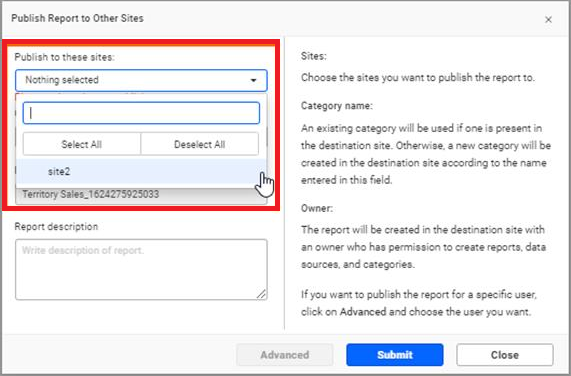 Publish Report to Other Sites
Publish to these sites:
Nothing selected
Select All
Deselect All
site2
Territory Sales_1624275925033
Report description
Write description of report.
Sites:
Choose the sites you want to publish the report to.
Category name:
An existing category will be used if one is present in
the destination site. Otherwise, a new category will be
created in the destination site according to the name
entered in this field.
Owner:
The report will be created in the destination site with
an owner who has permission to create reports, data
sources, and categories.
If you want to publish the report for a specific user,
click on Advanced and choose the user you want.
Advanced
Submit
Close